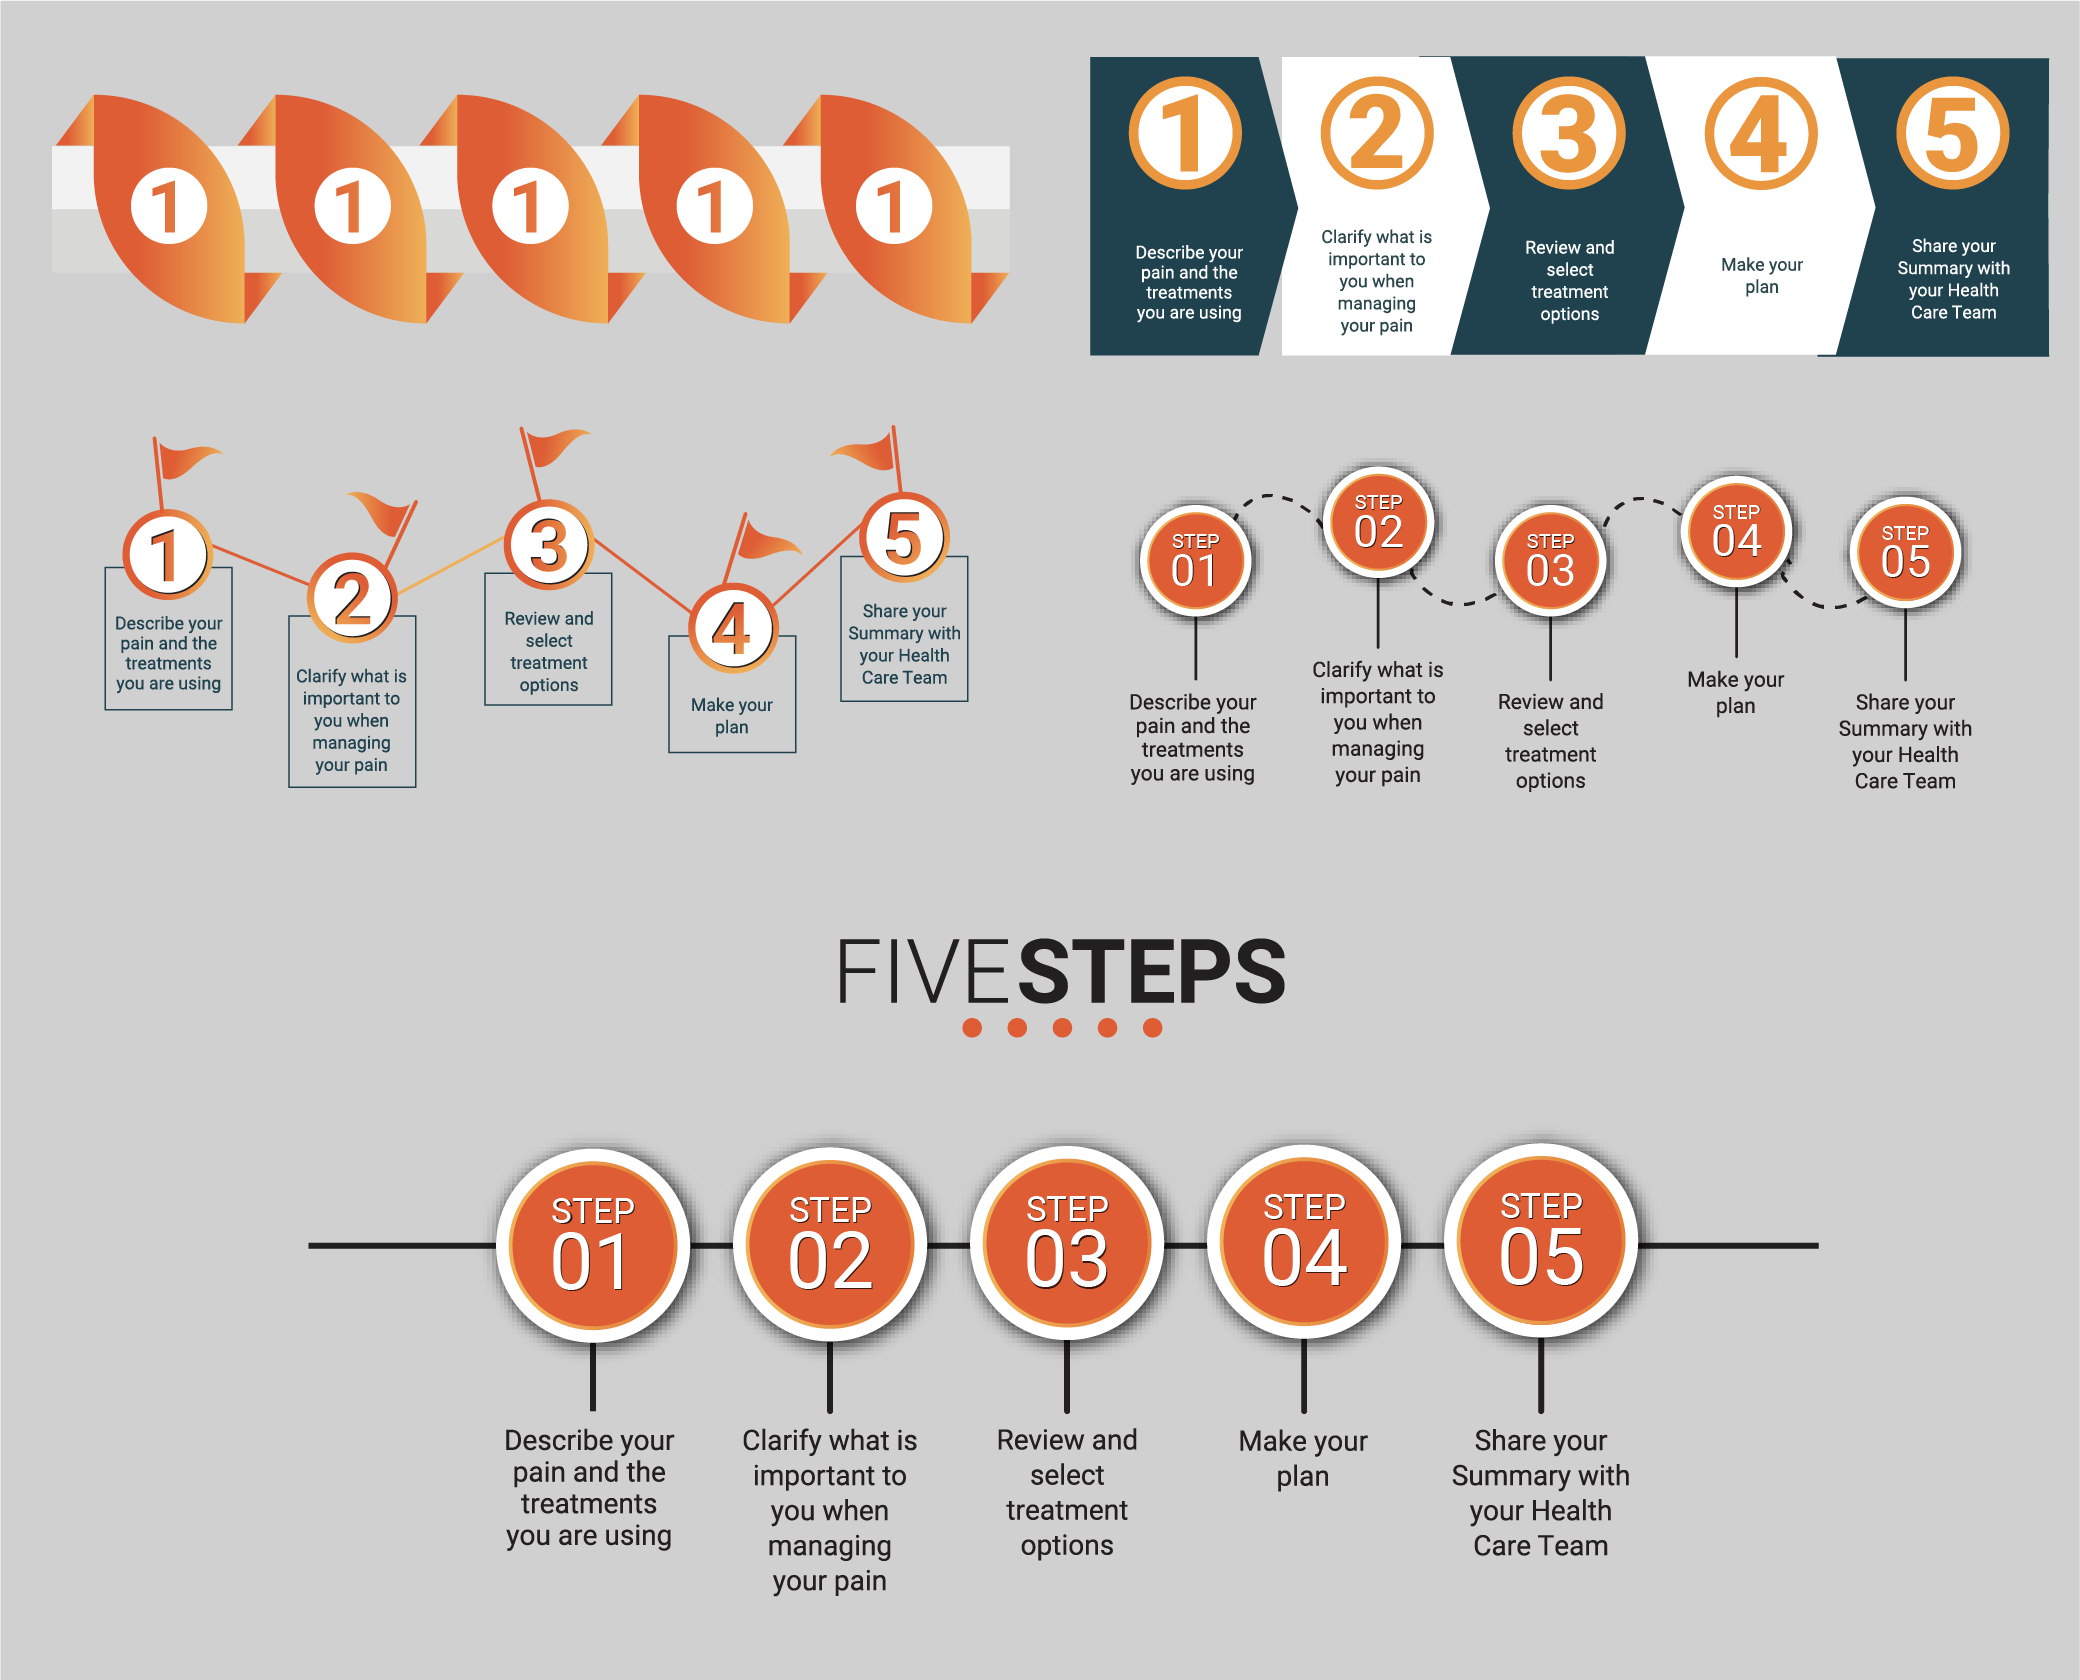 1 1 1 1 1
1
Describe your
pain and the
treatments
you are using
2
Clarify what is
important to
you when
managing
your pain
3
Review and
select
treatment
options
4
Make your
plan
5
Share your
Summary with
your Health
Care Team
1
Describe your
pain and the
treatments
you are using
2
Clarify what is
important to
you when
managing
your pain
3
Review and
select
treatment
options
4
Make your
plan
5
Share your
Summary with
your Health
Care Team
STEP
01
Describe your
pain and the
treatments
you are using
STEP
02
Clarify what is
important to
you when
managing
your pain
STEP
03
Review and
select
treatment
options
STEP
04
Make your
plan
STEP
05
Share your
Summary with
your Health
Care Team
FIVESTEPS
STEP
01
Describe your
pain and the
treatments
you are using
STEP
02
Clarify what is
important to
you when
managing
your pain
STEP
03
Review and
select
treatment
options
STEP
04
Make your
plan
STEP
05
Share your
Summary with
your Health
Care Team